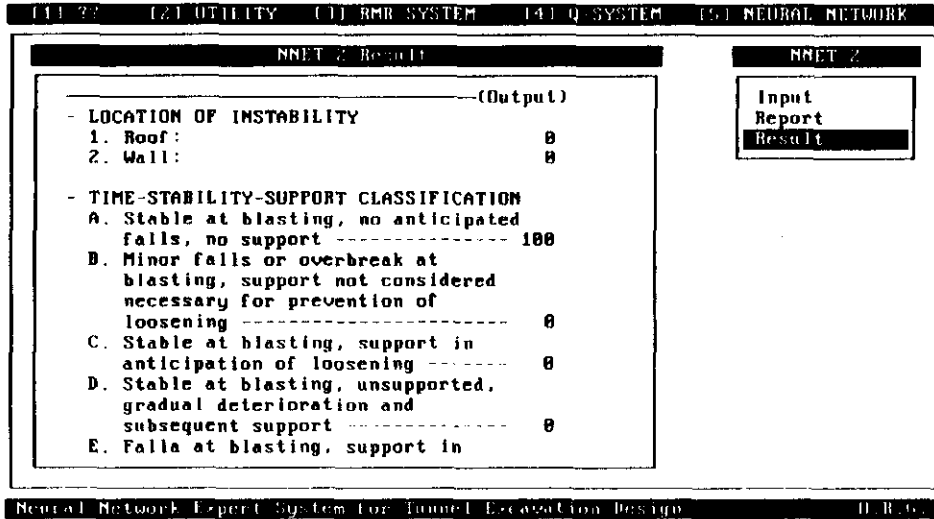 [1] ?? [2] UTILITY [3] RMR SYSTEM [4] Q-SYSTEM [5] NEURAL NETWORK
NNET 2 Result
NNET 2
(Output)
- LOCATION OF INSTABILITY
1. Roof: 0
2. Wall: 0
- TIME-STABILITY-SUPPORT CLASSIFICATION
A. Stable at blasting, no anticipated
falls, no support --------------- 100
B. Minor falls or overbreak at
blasting, support not considered
necessary for prevention of
loosening ----------------------- 0
C. Stable at blasting, support in
anticipation of loosening ------- 0
D. Stable at blasting, unsupported,
gradual deterioration and
subsequent support -------------- 0
E. Falla at blasting, support in
Input
Report
Result
Neural Network Expert System for Tunnel Excavation Design